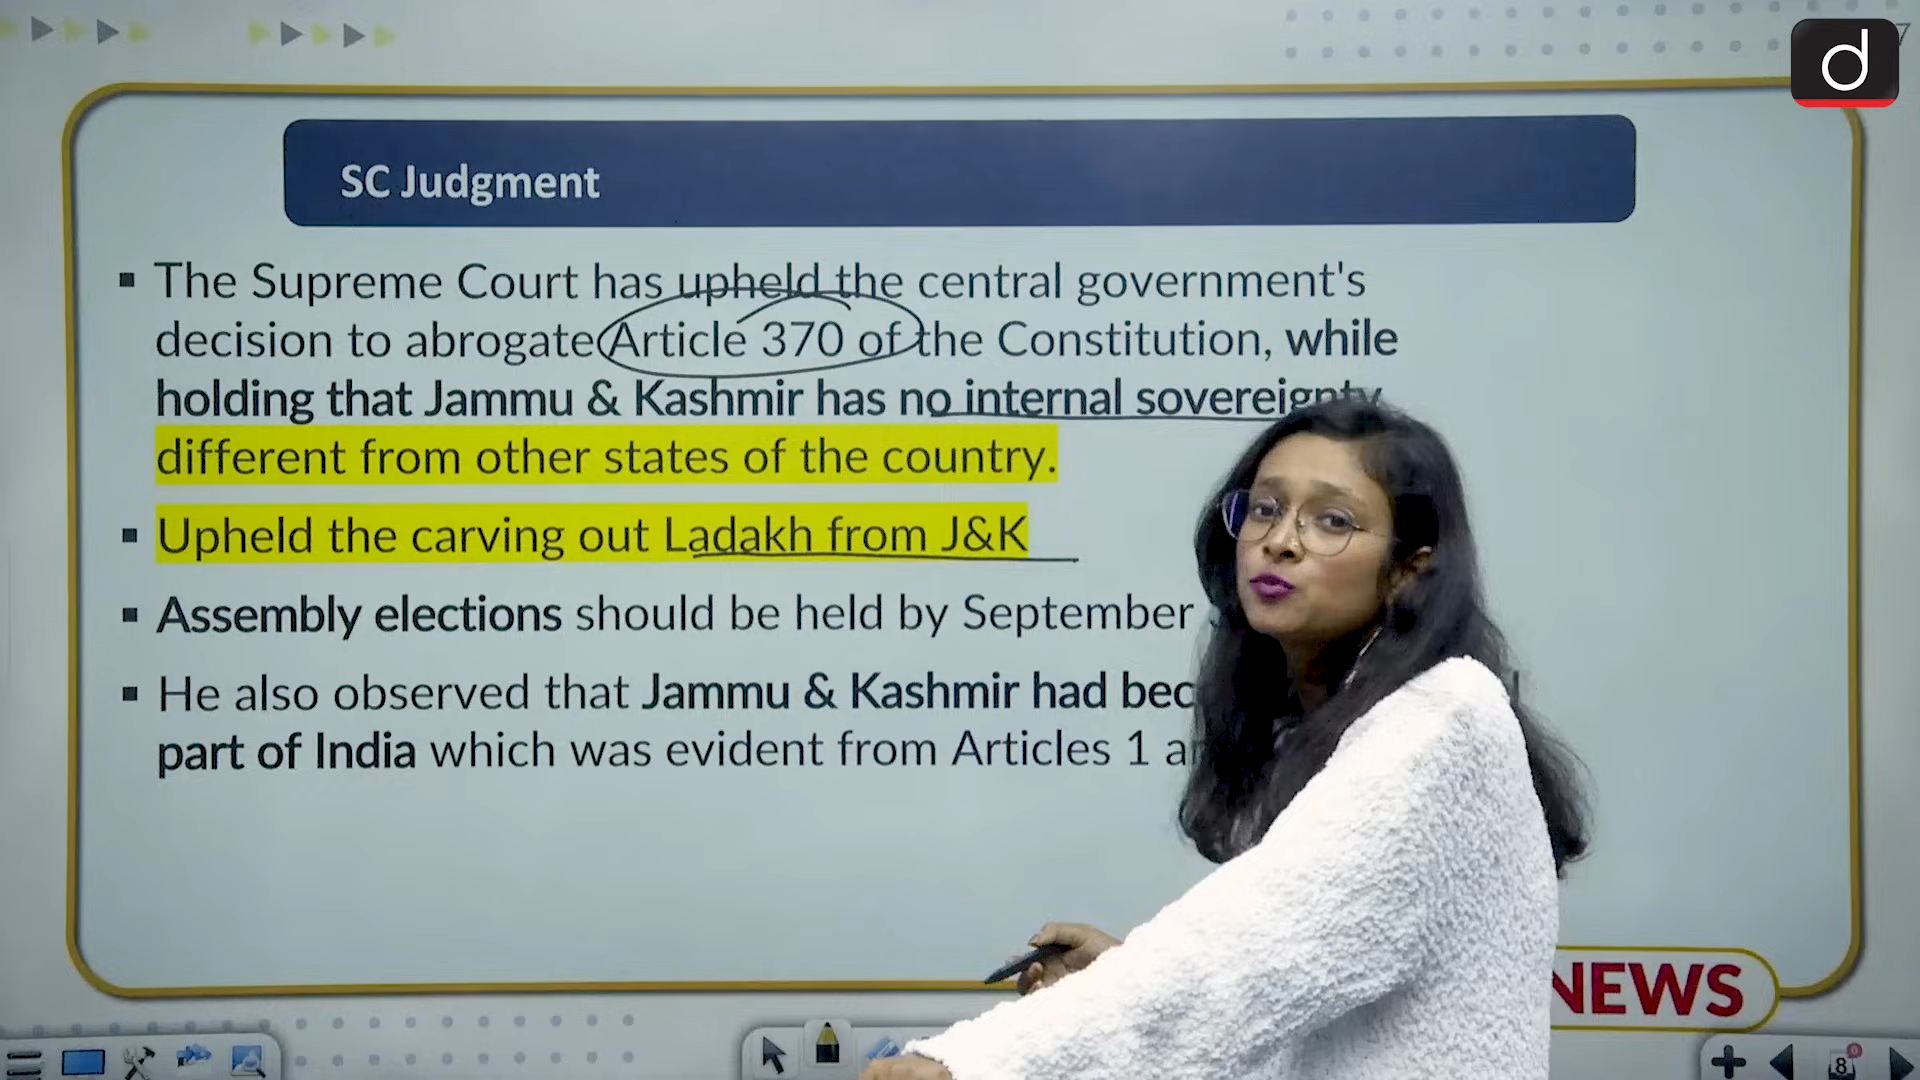 d
SC Judgment
▪ The Supreme Court has upheld the central government's
decision to abrogate Article 370 of the Constitution, while
holding that Jammu & Kashmir has no internal sovereignty
different from other states of the country.
▪ Upheld the carving out Ladakh from J&K
▪ Assembly elections should be held by September
▪ He also observed that Jammu & Kashmir had bec
part of India which was evident from Articles 1
NEWS
8